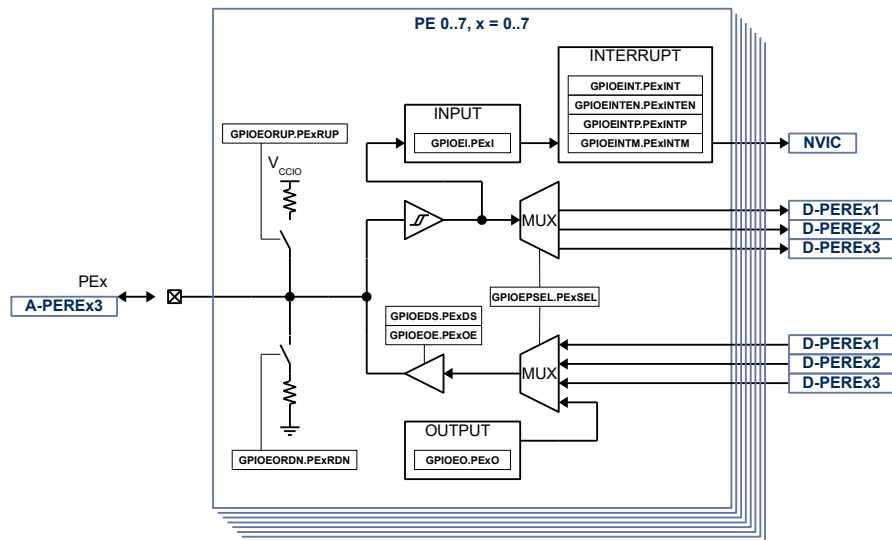 PE 0..7, x = 0..7
INTERRUPT
GPIOEINT.PExINT
GPIOEINTEN.PExINTEN
GPIOEINTP.PExINTP
GPIOEINTM.PExINTM
INPUT
GPIOEI.PExI
GPIOEORUP.PExRUP
NVIC
VCCIO
MUX
D-PEREx1
D-PEREx2
D-PEREx3
PEx
A-PEREx3
GPIOEPSEL.PExSEL
GPIOEDS.PExDS
GPIOEOE.PExOE
MUX
D-PEREx1
D-PEREx2
D-PEREx3
OUTPUT
GPIOEO.PExO
GPIOEORDN.PExRDN